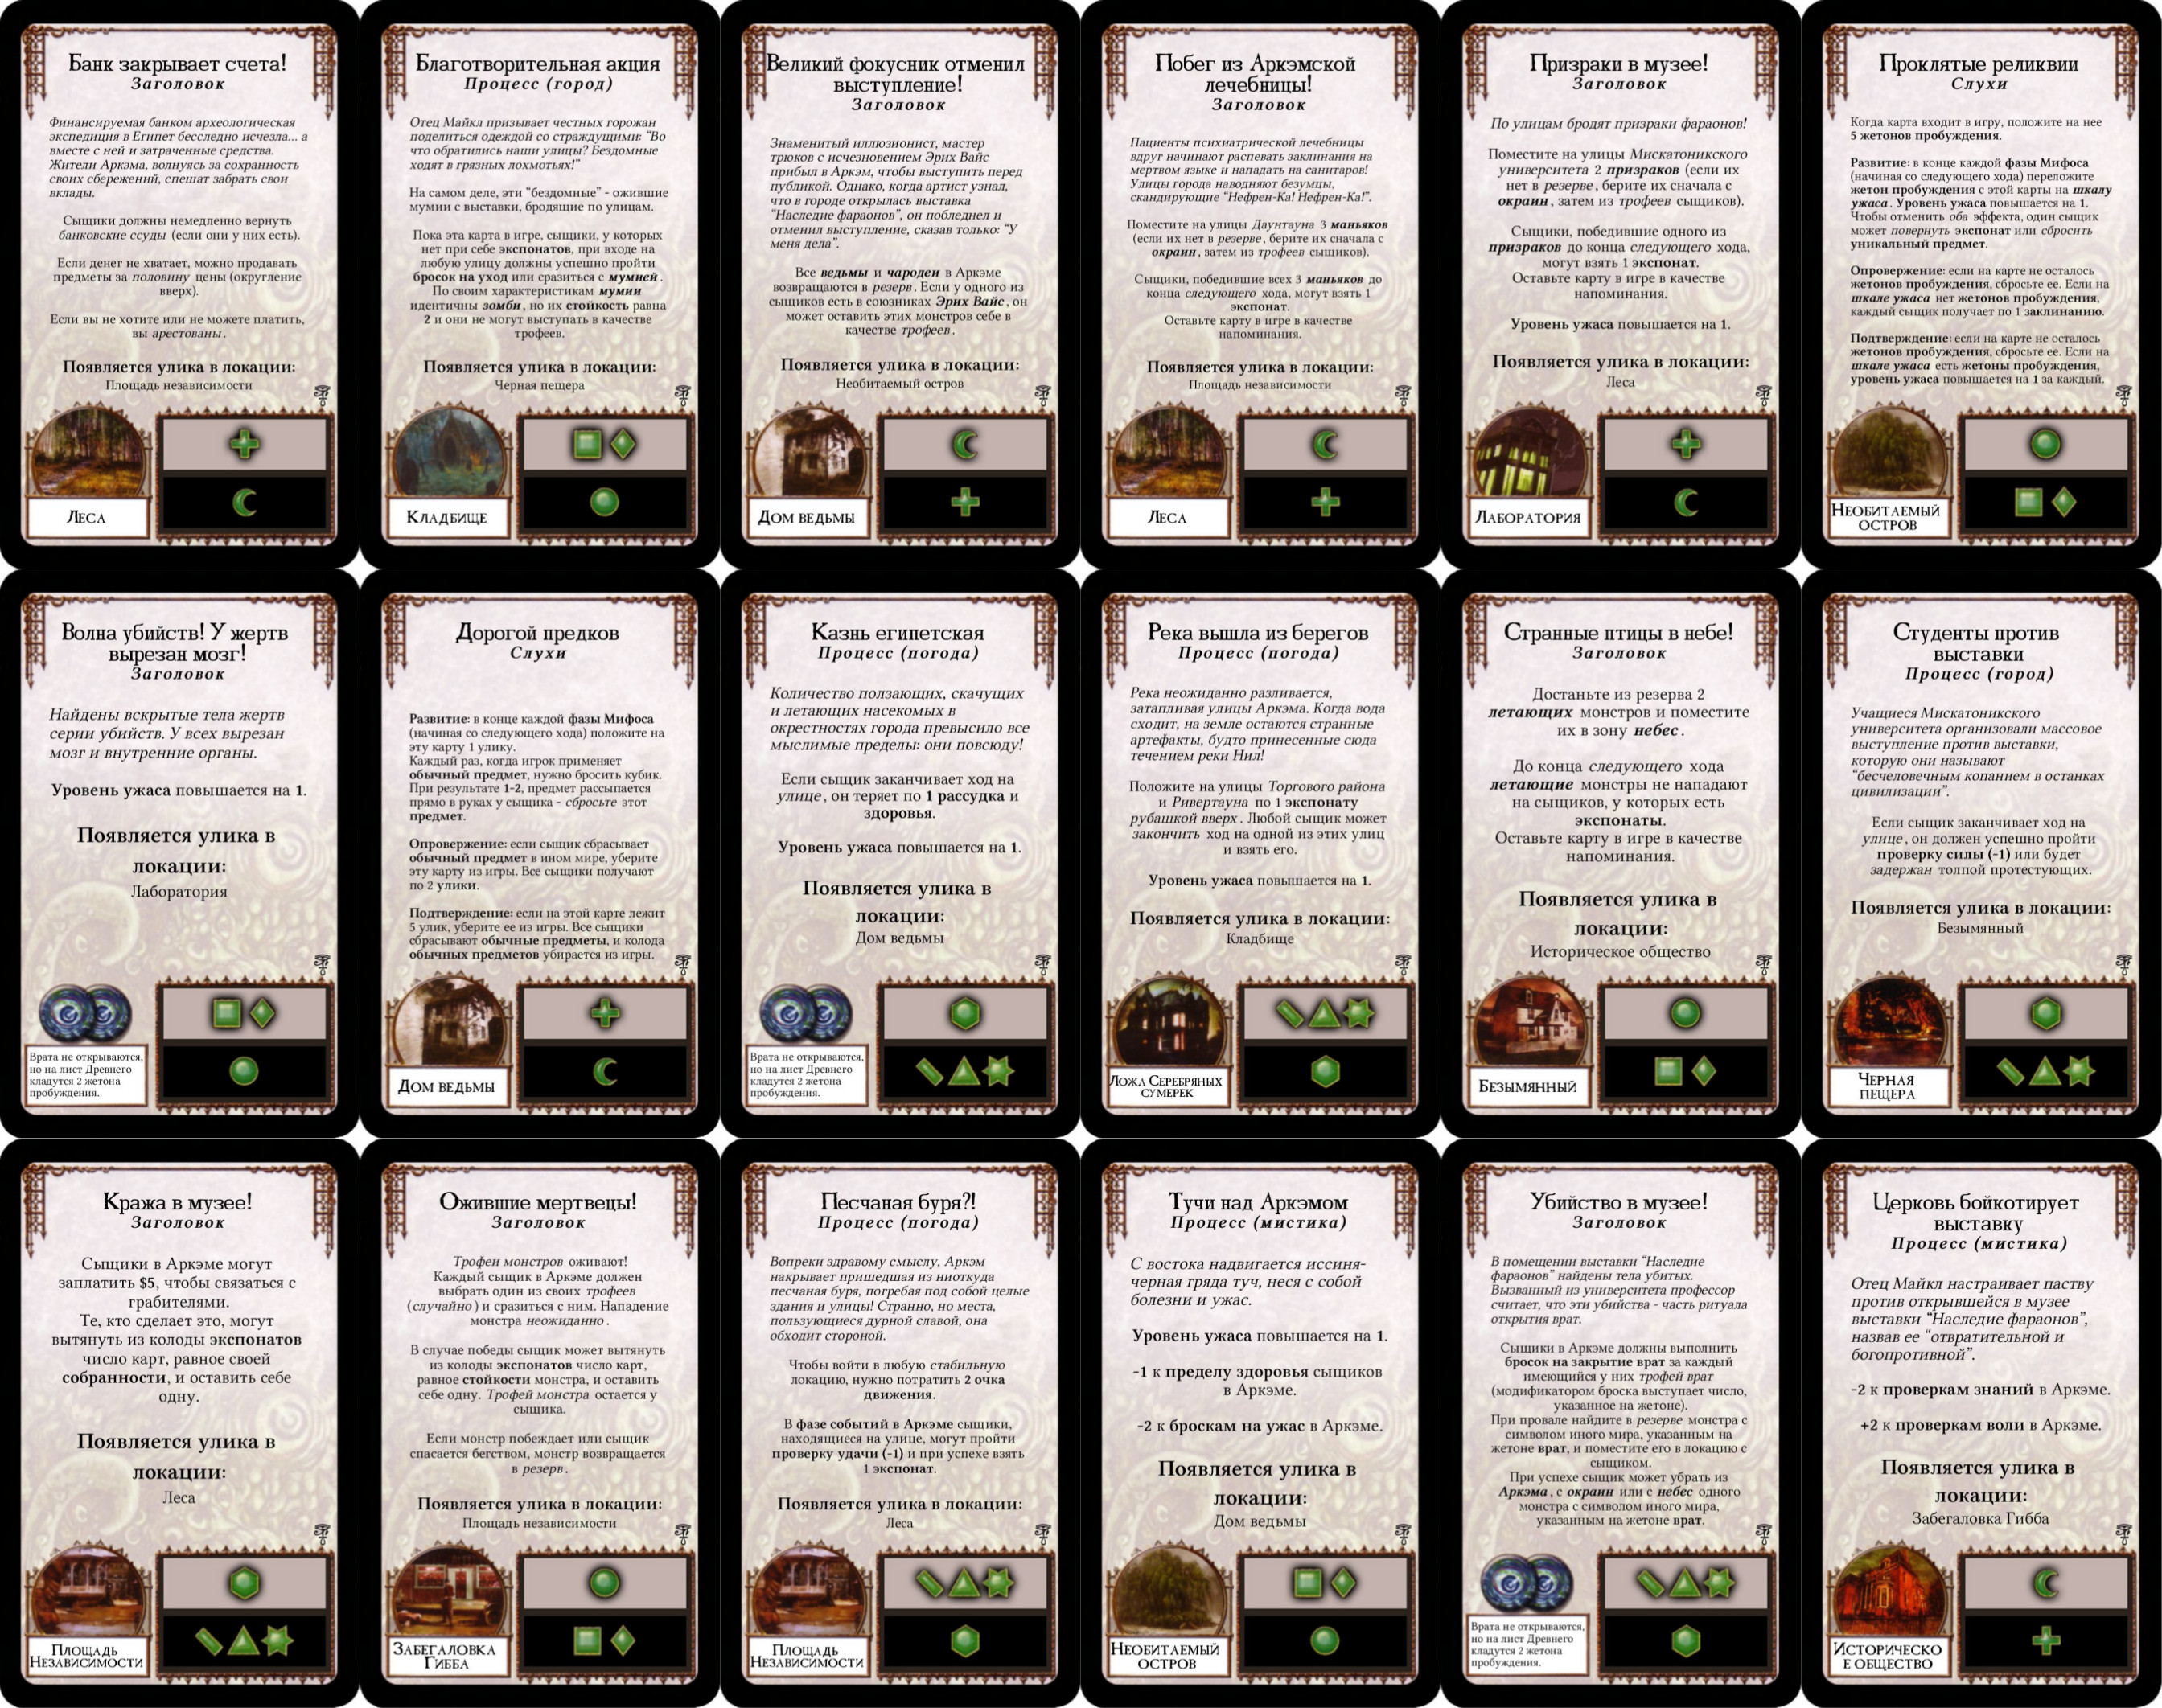 Банк закрывает счета!
Заголовок
Финансируемая банком археологическая
экспедиция в Египет бесследно исчезла... а
вместе с ней и затраченные средства.
Жители Аркэма, волнуясь за сохранность
своих сбережений, спешат забрать свои
вклады.
Сыщики должны немедленно вернуть
банковские ссуды (если они у них есть).
Если денег не хватает, можно продавать
предметы за половину цены (округление
вверх).
Если вы не хотите или не можете платить,
вы арестованы.
Появляется улика в локации:
Площадь независимости
Леса
Благотворительная акция
Процесс (город)
Отец Майкл призывает честных горожан
поделиться одеждой со страждущими: “Во
что обратились наши улицы? Бездомные
ходят в грязных лохмотьях!”
На самом деле, эти “бездомные” - ожившие
мумии с выставки, бродящие по улицам.
Пока эта карта в игре, сыщики, у которых
нет при себе экспонатов, при входе на
любую улицу должны успешно пройти
бросок на уход или сразиться с мумией.
По своим характеристикам мумии
идентичны зомби, но их стойкость равна
2 и они не могут выступать в качестве
трофеев.
Появляется улика в локации:
Черная пещера
Кладбище
Великий фокусник отменил
выступление!
Заголовок
Знаменитый иллюзионист, мастер
трюков с исчезновением Эрих Вайс
прибыл в Аркэм, чтобы выступить перед
публикой. Однако, когда артист узнал,
что в городе открылась выставка
“Наследие фараонов”, он побледнел и
отменил выступление, сказав только: “У
меня дела”.
Все ведьмы и чародеи в Аркэме
возвращаются в резерв. Если у одного из
сыщиков есть в союзниках Эрих Вайс, он
может оставить этих монстров себе в
качестве трофеев.
Появляется улика в локации:
Необитаемый остров
Дом ведьмы
Побег из Аркэмской
лечебницы!
Заголовок
Пациенты психиатрической лечебницы
вдруг начинают распевать заклинания на
мертвом языке и нападать на санитаров!
Улицы города наводняют безумцы,
скандирующие “Нефрен-Ка! Нефрен-Ка!”.
Поместите на улицы Даунтауна 3 маньяков
(если их нет в резерве, берите их сначала с
окраин, затем из трофеев сыщиков).
Сыщики, победившие всех 3 маньяков до
конца следующего хода, могут взять 1
экспонат.
Оставьте карту в игре в качестве
напоминания.
Появляется улика в локации:
Площадь независимости
Леса
Призраки в музее!
Заголовок
По улицам бродят призраки фараонов!
Поместите на улицы Мискатоникского
университета 2 призраков (если их
нет в резерве, берите их сначала с
окраин, затем из трофеев сыщиков).
Сыщики, победившие одного из
призраков до конца следующего хода,
могут взять 1 экспонат.
Оставьте карту в игре в качестве
напоминания.
Уровень ужаса повышается на 1.
Появляется улика в локации:
Леса
Лаборатория
Проклятые реликвии
Слухи
Когда карта входит в игру, положите на нее
5 жетонов пробуждения.
Развитие: в конце каждой фазы Мифоса
(начиная со следующего хода) переложите
жетон пробуждения с этой карты на шкалу
ужаса. Уровень ужаса повышается на 1.
Чтобы отменить оба эффекта, один сыщик
может повернуть экспонат или сбросить
уникальный предмет.
Опровержение: если на карте не осталось
жетонов пробуждения, сбросьте ее. Если на
шкале ужаса нет жетонов пробуждения,
каждый сыщик получает по 1 заклинанию.
Подтверждение: если на карте не осталось
жетонов пробуждения, сбросьте ее. Если на
шкале ужаса есть жетоны пробуждения,
уровень ужаса повышается на 1 за каждый.
Необитаемый
остров
Волна убийств! У жертв
вырезан мозг!
Заголовок
Найдены вскрытые тела жертв
серии убийств. У всех вырезан
мозг и внутренние органы.
Уровень ужаса повышается на 1.
Появляется улика в
локации:
Лаборатория
Врата не открываются,
но на лист Древнего
кладутся 2 жетона
пробуждения.
Дорогой предков
Слухи
Развитие: в конце каждой фазы Мифоса
(начиная со следующего хода) положите на
эту карту 1 улику.
Каждый раз, когда игрок применяет
обычный предмет, нужно бросить кубик.
При результате 1-2, предмет рассыпается
прямо в руках у сыщика - сбросьте этот
предмет.
Опровержение: если сыщик сбрасывает
обычный предмет в ином мире, уберите
эту карту из игры. Все сыщики получают
по 2 улики.
Подтверждение: если на этой карте лежит
5 улик, уберите ее из игры. Все сыщики
сбрасывают обычные предметы, и колода
обычных предметов убирается из игры.
Дом ведьмы
Казнь египетская
Процесс (погода)
Количество ползающих, скачущих
и летающих насекомых в
окрестностях города превысило все
мыслимые пределы: они повсюду!
Если сыщик заканчивает ход на
улице, он теряет по 1 рассудка и
здоровья.
Уровень ужаса повышается на 1.
Появляется улика в
локации:
Дом ведьмы
Врата не открываются,
но на лист Древнего
кладутся 2 жетона
пробуждения.
Река вышла из берегов
Процесс (погода)
Река неожиданно разливается,
затапливая улицы Аркэма. Когда вода
сходит, на земле остаются странные
артефакты, будто принесенные сюда
течением реки Нил!
Положите на улицы Торгового района
и Ривертауна по 1 экспонату
рубашкой вверх. Любой сыщик может
закончить ход на одной из этих улиц
и взять его.
Уровень ужаса повышается на 1.
Появляется улика в локации:
Кладбище
Ложа Серебряных
сумерек
Странные птицы в небе!
Заголовок
Достаньте из резерва 2
летающих монстров и поместите
их в зону небес.
До конца следующего хода
летающие монстры не нападают
на сыщиков, у которых есть
экспонаты.
Оставьте карту в игре в качестве
напоминания.
Появляется улика в
локации:
Историческое общество
Безымянный
Студенты против
выставки
Процесс (город)
Учащиеся Мискатоникского
университета организовали массовое
выступление против выставки,
которую они называют
“бесчеловечным копанием в останках
цивилизации”.
Если сыщик заканчивает ход на
улице, он должен успешно пройти
проверку силы (-1) или будет
задержан толпой протестующих.
Появляется улика в локации:
Безымянный
Черная
пещера
Кража в музее!
Заголовок
Сыщики в Аркэме могут
заплатить $5, чтобы связаться с
грабителями.
Те, кто сделает это, могут
вытянуть из колоды экспонатов
число карт, равное своей
собранности, и оставить себе
одну.
Появляется улика в
локации:
Леса
Площадь
Независимости
Ожившие мертвецы!
Заголовок
Трофеи монстров оживают!
Каждый сыщик в Аркэме должен
выбрать один из своих трофеев
(случайно) и сразиться с ним. Нападение
монстра неожиданно.
В случае победы сыщик может вытянуть
из колоды экспонатов число карт,
равное стойкости монстра, и оставить
себе одну. Трофей монстра остается у
сыщика.
Если монстр побеждает или сыщик
спасается бегством, монстр возвращается
в резерв.
Появляется улика в локации:
Площадь независимости
Забегаловка
Гибба
Песчаная буря?!
Процесс (погода)
Вопреки здравому смыслу, Аркэм
накрывает пришедшая из ниоткуда
песчаная буря, погребая под собой целые
здания и улицы! Странно, но места,
пользующиеся дурной славой, она
обходит стороной.
Чтобы войти в любую стабильную
локацию, нужно потратить 2 очка
движения.
В фазе событий в Аркэме сыщики,
находящиеся на улице, могут пройти
проверку удачи (-1) и при успехе взять
1 экспонат.
Появляется улика в локации:
Леса
Площадь
Независимости
Тучи над Аркэмом
Процесс (мистика)
С востока надвигается иссиня-
черная гряда туч, неся с собой
болезни и ужас.
Уровень ужаса повышается на 1.
-1 к пределу здоровья сыщиков
в Аркэме.
-2 к броскам на ужас в Аркэме.
Появляется улика в
локации:
Дом ведьмы
Необитаемый
остров
Убийство в музее!
Заголовок
В помещении выставки “Наследие
фараонов” найдены тела убитых.
Вызванный из университета профессор
считает, что эти убийства - часть ритуала
открытия врат.
Сыщики в Аркэме должны выполнить
бросок на закрытие врат за каждый
имеющийся у них трофей врат
(модификатором броска выступает число,
указанное на жетоне).
При провале найдите в резерве монстра с
символом иного мира, указанным на
жетоне врат, и поместите его в локацию с
сыщиком.
При успехе сыщик может убрать из
Аркэма, с окраин или с небес одного
монстра с символом иного мира,
указанным на жетоне врат.
Врата не открываются,
но на лист Древнего
кладутся 2 жетона
пробуждения.
Церковь бойкотирует
выставку
Процесс (мистика)
Отец Майкл настраивает паству
против открывшейся в музее
выставки “Наследие фараонов”,
назвав ее “отвратительной и
богопротивной”.
-2 к проверкам знаний в Аркэме.
+2 к проверкам воли в Аркэме.
Появляется улика в
локации:
Забегаловка Гибба
Историческо
е общество